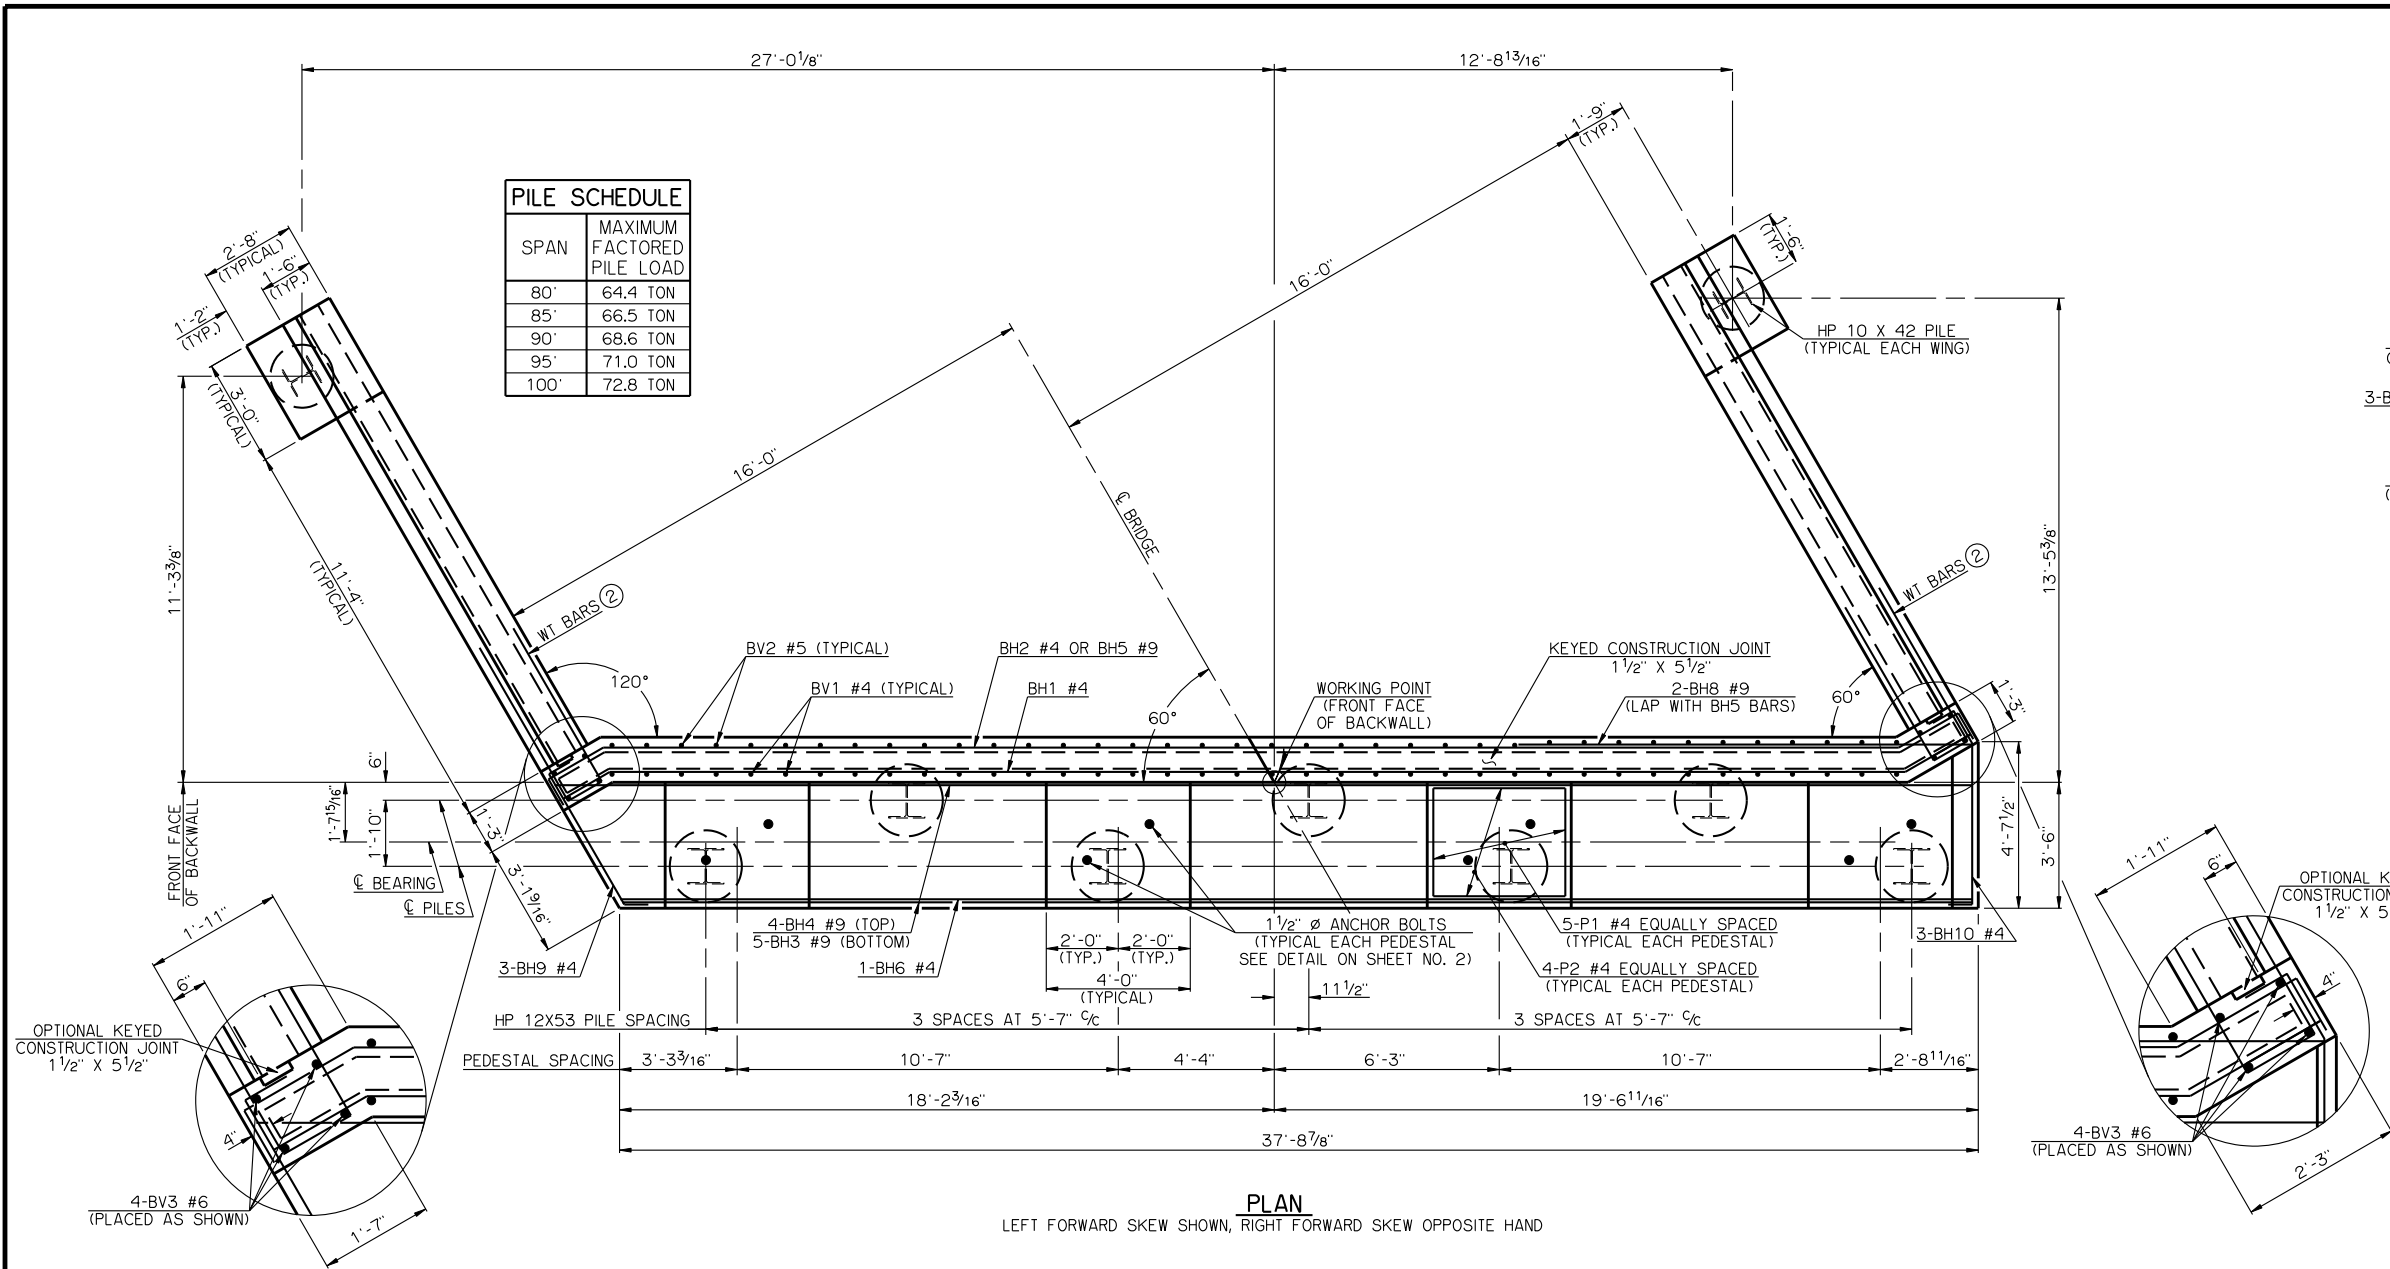 27'-0 1/8"
12'-8 13/16"
1'-9"
(TYP.)
PILE SCHEDULE
SPAN
MAXIMUM
FACTORED
PILE LOAD
80' 64.4 TON
85' 66.5 TON
90' 68.6 TON
95' 71.0 TON
100' 72.8 TON
2'-8"
(TYPICAL)
1'-6"
(TYP.)
1'-2"
(TYP.)
3'-0"
(TYPICAL)
11'-4"
(TYPICAL)
11'-3 3/8"
16'-0"
16'-0"
1'-6"
(TYP.)
HP 10 X 42 PILE
(TYPICAL EACH WING)
3-B
℄ BRIDGE
13'-5 3/8"
WT BARS 2
WT BARS 2
120°
60°
60°
BV2 #5 (TYPICAL)
BH2 #4 OR BH5 #9
KEYED CONSTRUCTION JOINT
1 1/2" X 5 1/2"
BV1 #4 (TYPICAL)
BH1 #4
WORKING POINT
(FRONT FACE
OF BACKWALL)
2-BH8 #9
(LAP WITH BH5 BARS)
1'-3"
6"
1'-7 15/16"
1'-10"
FRONT FACE
OF BACKWALL
℄ BEARING
℄ PILES
1'-3"
3'-1 9/16"
4'-7 1/2"
3'-6"
4-BH4 #9 (TOP)
5-BH3 #9 (BOTTOM)
1-BH6 #4
3-BH9 #4
2'-0"
(TYP.)
2'-0"
(TYP.)
4'-0"
(TYPICAL)
1 1/2" Ø ANCHOR BOLTS
(TYPICAL EACH PEDESTAL
SEE DETAIL ON SHEET NO. 2)
5-P1 #4 EQUALLY SPACED
(TYPICAL EACH PEDESTAL)
4-P2 #4 EQUALLY SPACED
(TYPICAL EACH PEDESTAL)
3-BH10 #4
11 1/2"
HP 12X53 PILE SPACING
3 SPACES AT 5'-7" C/C
3 SPACES AT 5'-7" C/C
PEDESTAL SPACING
3'-3 3/16"
10'-7"
4'-4"
6'-3"
10'-7"
2'-8 11/16"
18'-2 3/16"
19'-6 11/16"
37'-8 7/8"
1'-11"
6"
OPTIONAL KEYED
CONSTRUCTION JOINT
1 1/2" X 5 1/2"
4"
4-BV3 #6
(PLACED AS SHOWN)
1'-7"
1'-11"
6"
OPTIONAL K
CONSTRUCTION
1 1/2" X 5
4"
4-BV3 #6
(PLACED AS SHOWN)
2'-3"
PLAN
LEFT FORWARD SKEW SHOWN, RIGHT FORWARD SKEW OPPOSITE HAND